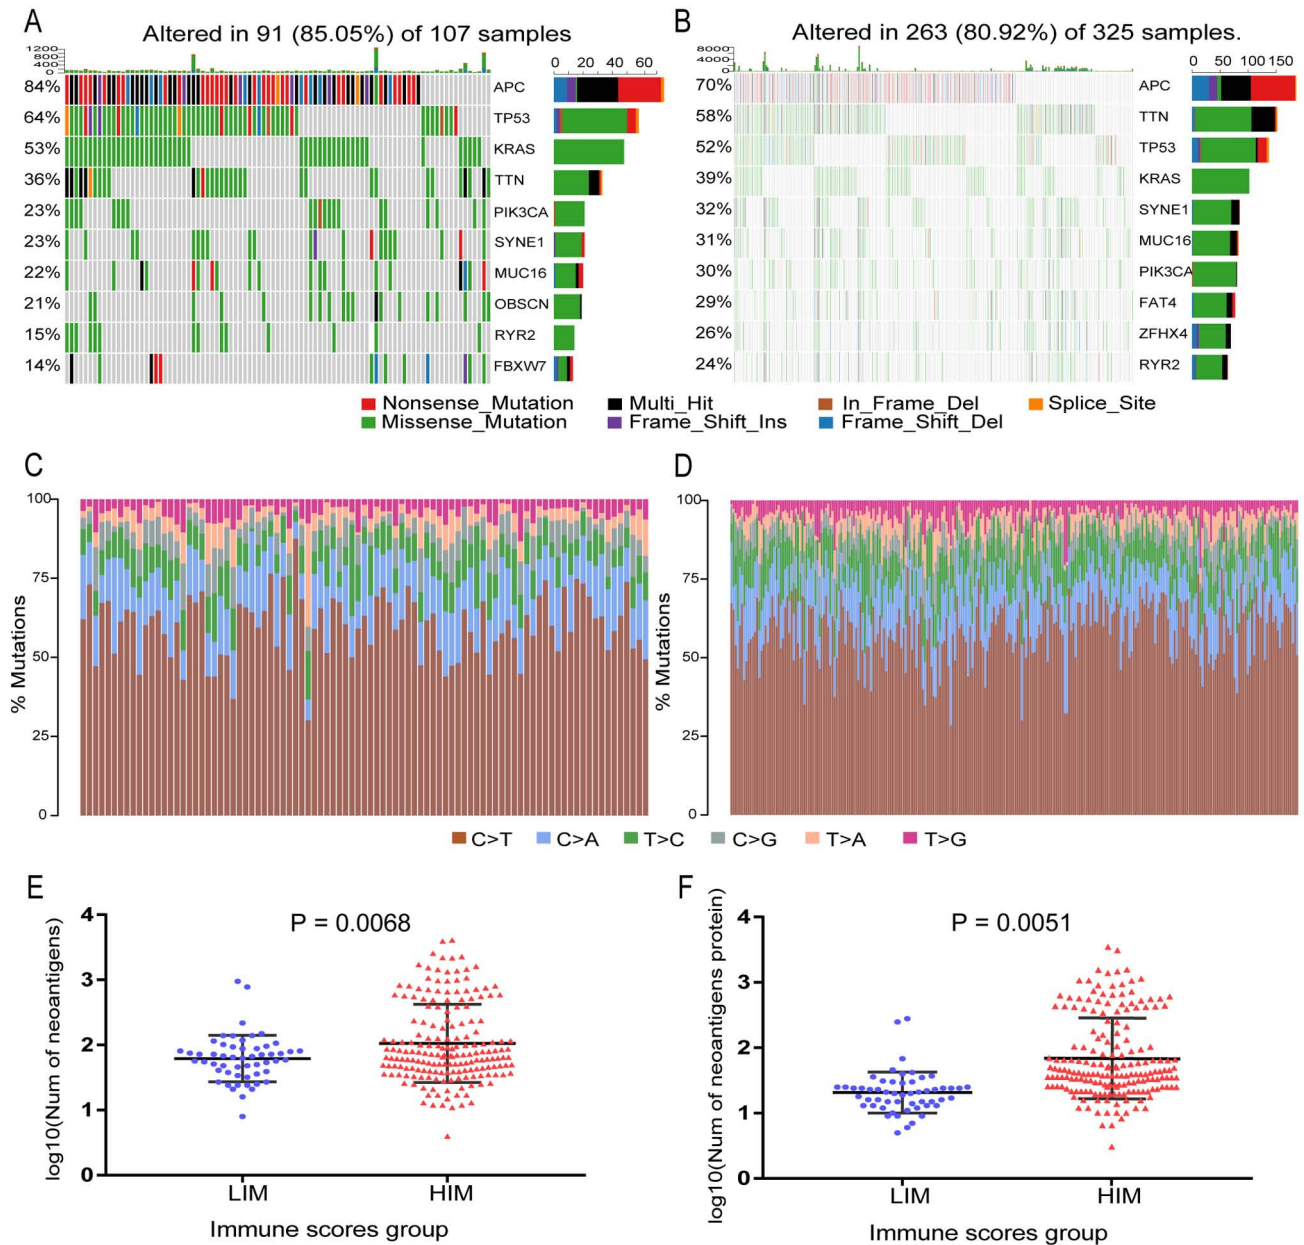 A
Altered in 91 (85.05%) of 107 samples
1200
800
400
0
0 20 40 60
84% APC
64% TP53
53% KRAS
36% TTN
23% PIK3CA
23% SYNE1
22% MUC16
21% OBSCN
15% RYR2
14% FBXW7
B
Altered in 263 (80.92%) of 325 samples.
8000
4000
0
0 50 100 150
70% APC
58% TTN
52% TP53
39% KRAS
32% SYNE1
31% MUC16
30% PIK3CA
29% FAT4
26% ZFHX4
24% RYR2
Nonsense_Mutation Multi_Hit In_Frame_Del Splice_Site
Missense_Mutation Frame_Shift_Ins Frame_Shift_Del
C
% Mutations
100
75
50
25
0
D
% Mutations
100
75
50
25
0
C>T C>A T>C C>G T>A T>G
E
P = 0.0068
log10(Num of neoantigens)
4
3
2
1
0
LIM HIM
Immune scores group
F
P = 0.0051
log10(Num of neoantigens protein)
4
3
2
1
0
LIM HIM
Immune scores group